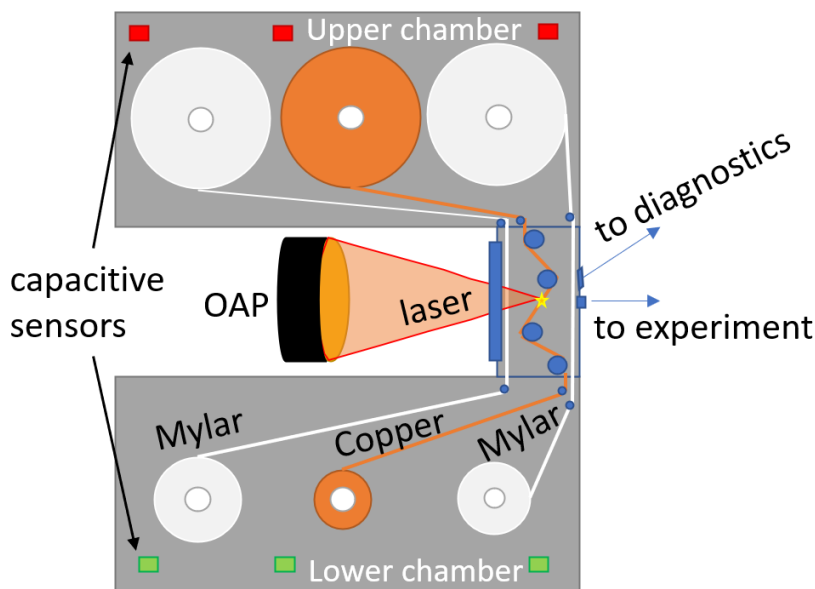 Upper chamber
to diagnostics
capacitive
sensors
OAP
laser
to experiment
Mylar
Copper
Mylar
Lower chamber